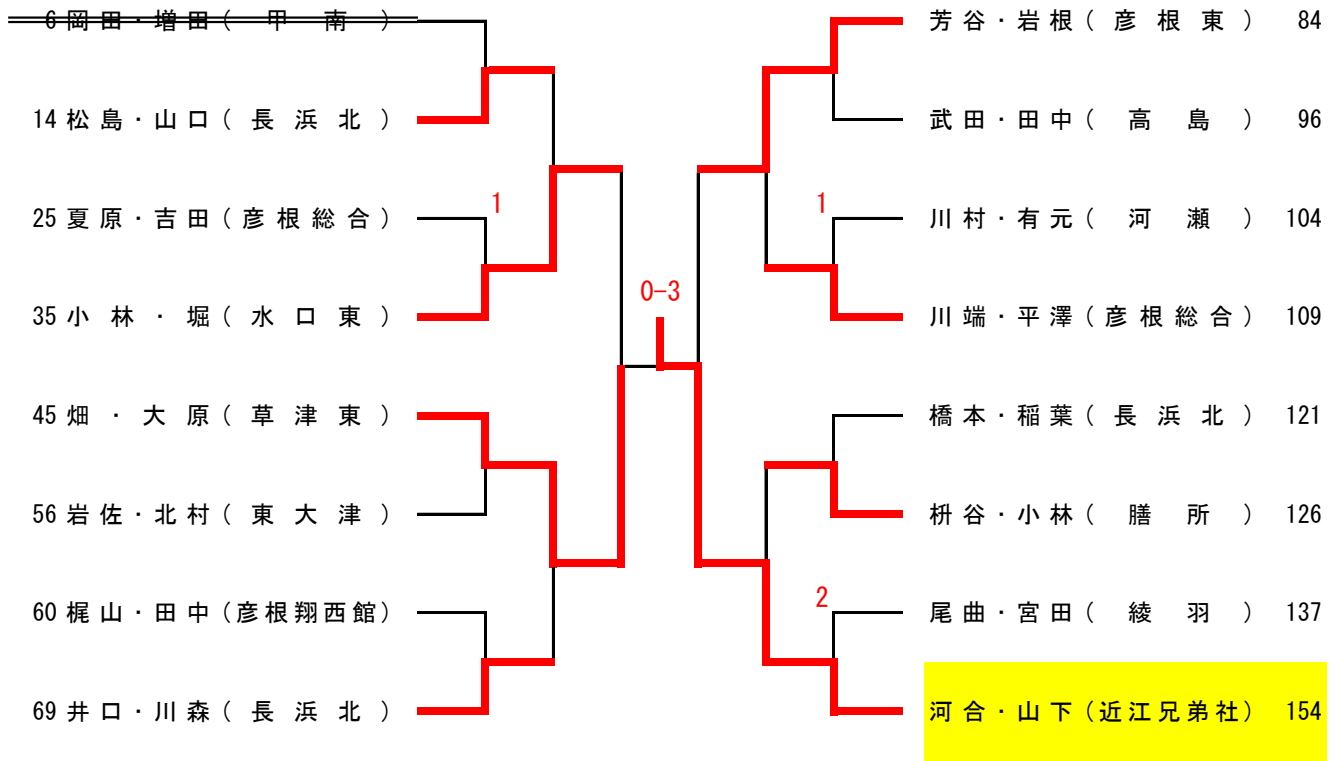 6 岡田・増田(甲南)
14 松島・山口(長浜北)
1
25 夏原・吉田(彦根総合)
35 小林・堀(水口東)
45 畑・大原(草津東)
56 岩佐・北村(東大津)
60 梶山・田中(彦根翔西館)
69 井口・川森(長浜北)
0-3
芳谷・岩根(彦根東) 84
武田・田中(高島) 96
1
川村・有元(河瀬) 104
川端・平澤(彦根総合) 109
橋本・稲葉(長浜北) 121
枡谷・小林(膳所) 126
2
尾曲・宮田(綾羽) 137
河合・山下(近江兄弟社) 154